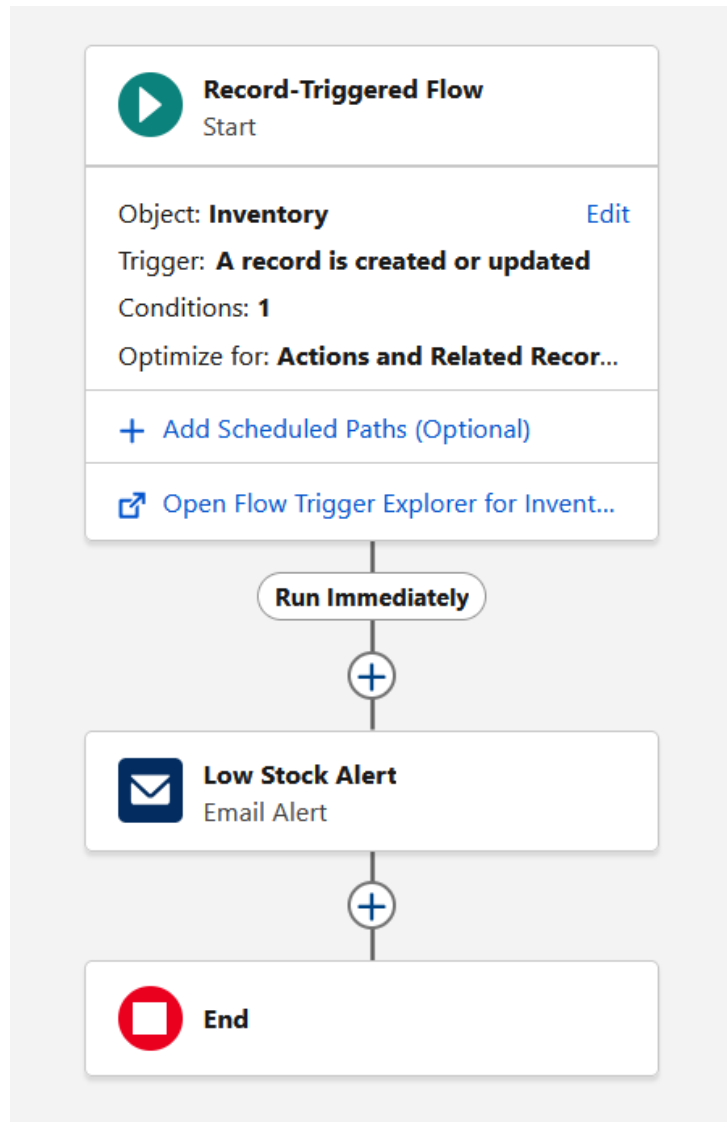 Record-Triggered Flow
Start
Object: Inventory
Edit
Trigger: A record is created or updated
Conditions: 1
Optimize for: Actions and Related Recor...
Add Scheduled Paths (Optional)
Open Flow Trigger Explorer for Invent...
Run Immediately
Low Stock Alert
Email Alert
End